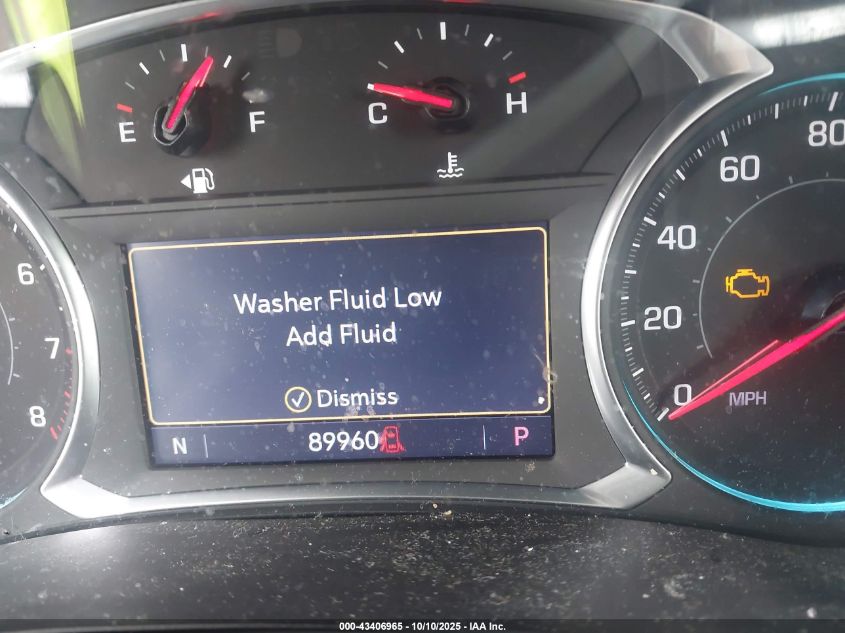 E F
C H
80
60
40
20
0
MPH
6
7
8
Washer Fluid Low
Add Fluid
Dismiss
N 89960 P
000-43406965 - 10/10/2025 - IAA Inc.